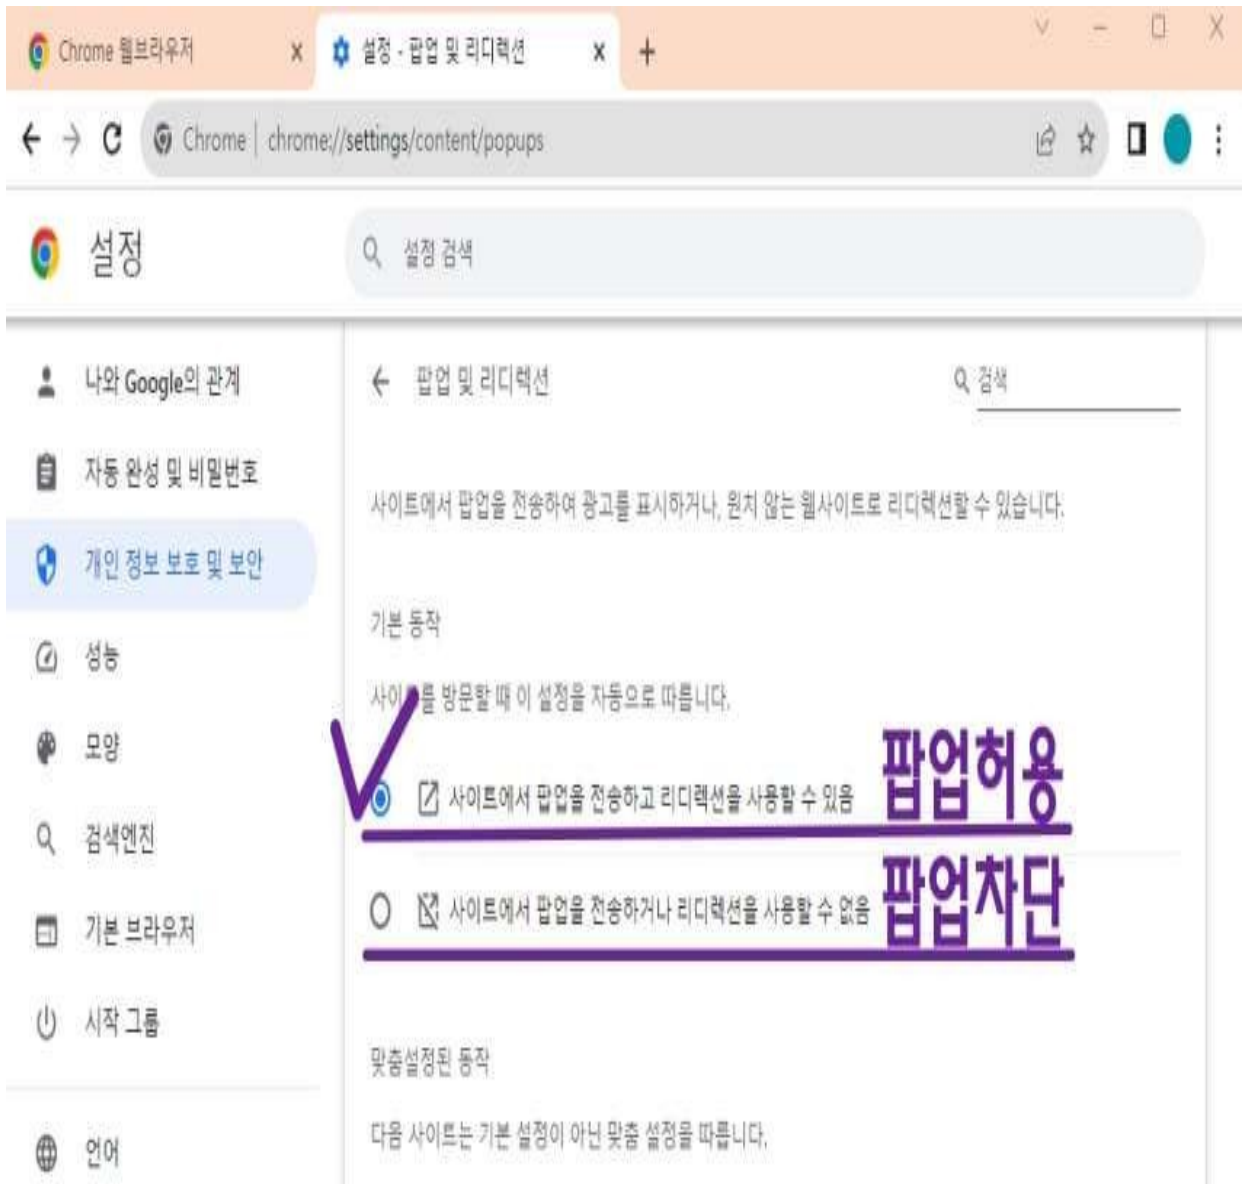 Chrome 웹브라우저
설정 - 팝업 및 리디렉션
Chrome | chrome://settings/content/popups
설정
설정 검색
나와 Google의 관계
자동 완성 및 비밀번호
개인 정보 보호 및 보안
성능
모양
검색엔진
기본 브라우저
시작 그룹
언어
팝업 및 리디렉션
검색
사이트에서 팝업을 전송하여 광고를 표시하거나, 원치 않는 웹사이트로 리디렉션할 수 있습니다.
기본 동작
사이트를 방문할 때 이 설정을 자동으로 따릅니다.
사이트에서 팝업을 전송하고 리디렉션을 사용할 수 있음
팝업허용
사이트에서 팝업을 전송하거나 리디렉션을 사용할 수 없음
팝업차단
맞춤설정된 동작
다음 사이트는 기본 설정이 아닌 맞춤 설정을 따릅니다.